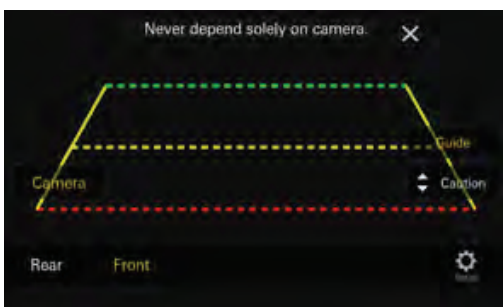 Never depend solely on camera.
Guide
Camera
Caution
Rear
Front